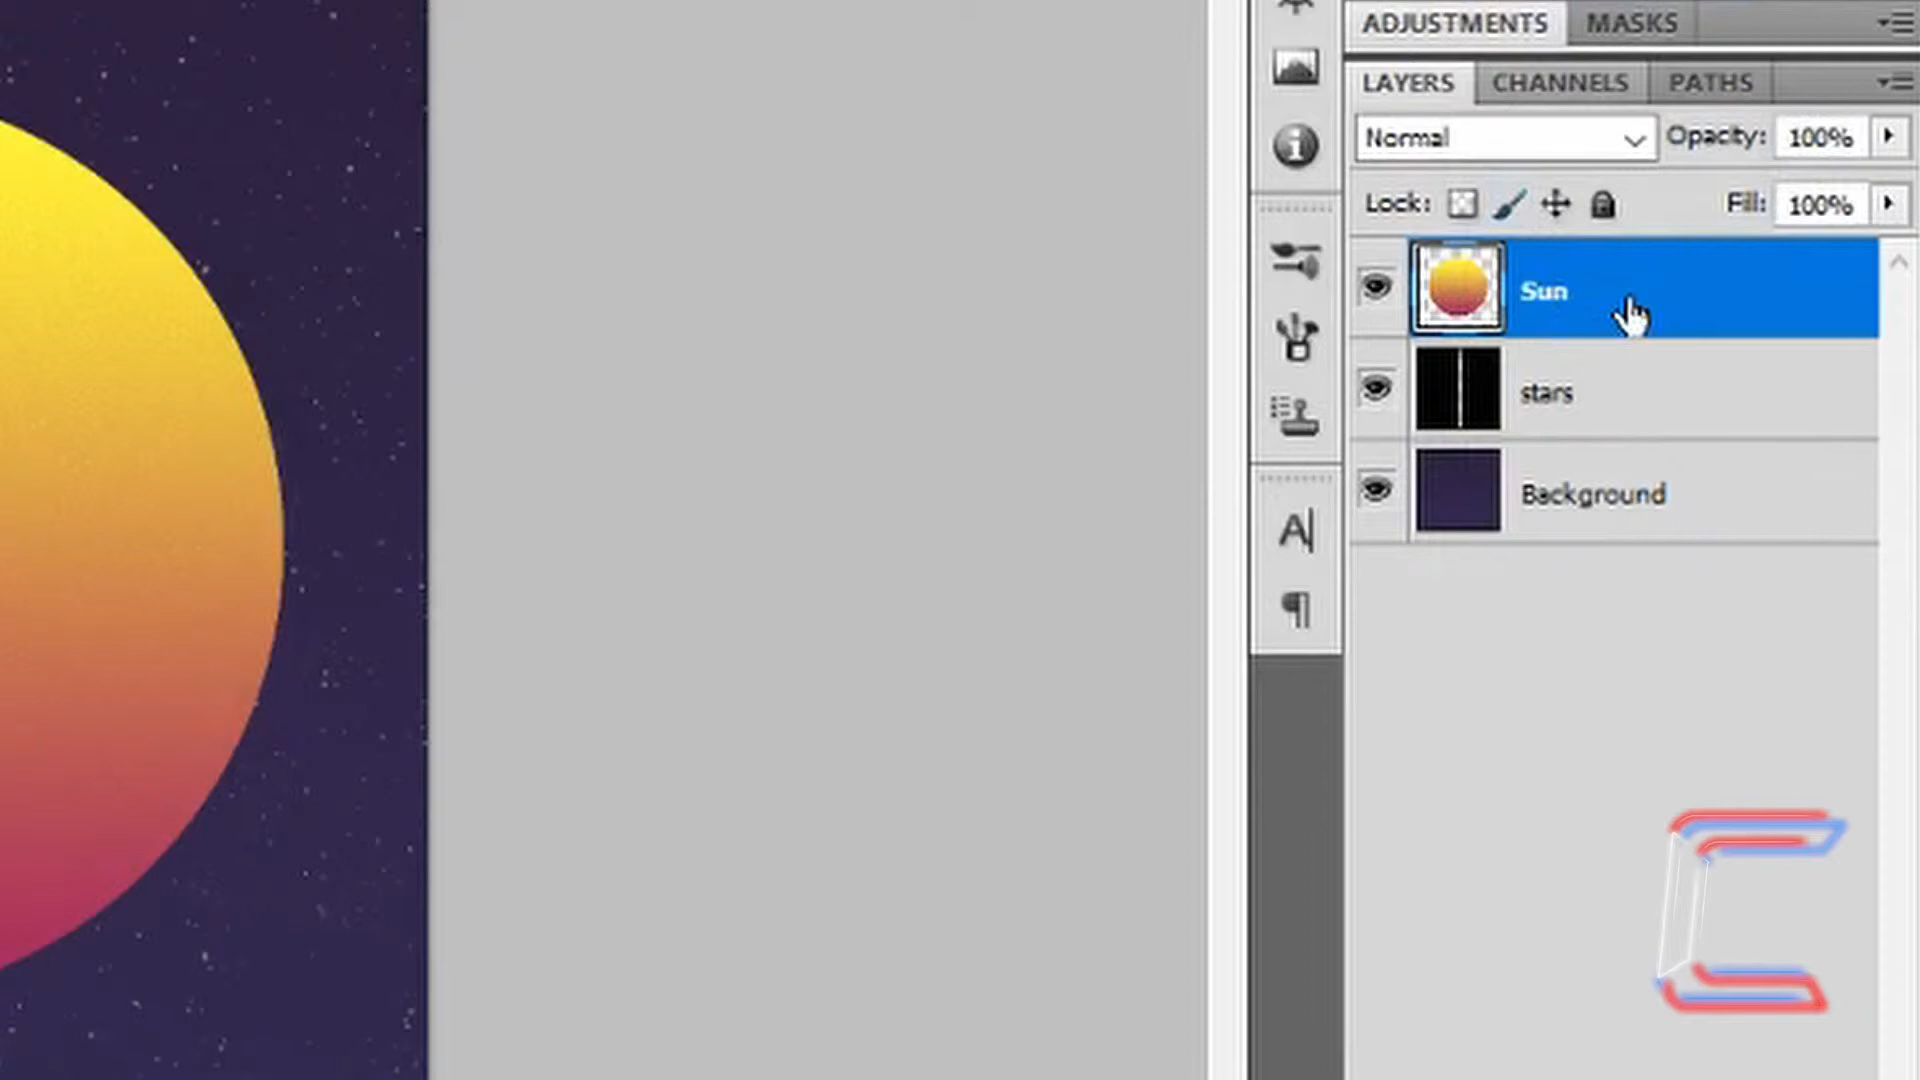 ADJUSTMENTS MASKS
LAYERS CHANNELS PATHS
Normal Opacity: 100%
Lock: Fill: 100%
Sun
stars
Background